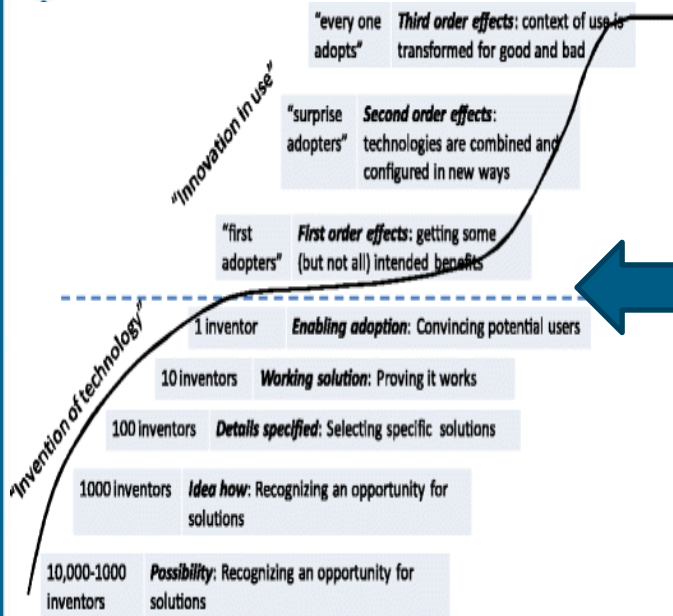 "every one Third order effects: context of use is
adopts" transformed for good and bad
"Innovation in use"
"surprise Second order effects:
adopters" technologies are combined and
configured in new ways
"first First order effects: getting some
adopters" (but not all) intended benefits
"Invention of technology"
1 inventor Enabling adoption: Convincing potential users
10 inventors Working solution: Proving it works
100 inventors Details specified: Selecting specific solutions
1000 inventors Idea how: Recognizing an opportunity for
solutions
10,000-1000 Possibility: Recognizing an opportunity for
inventors solutions